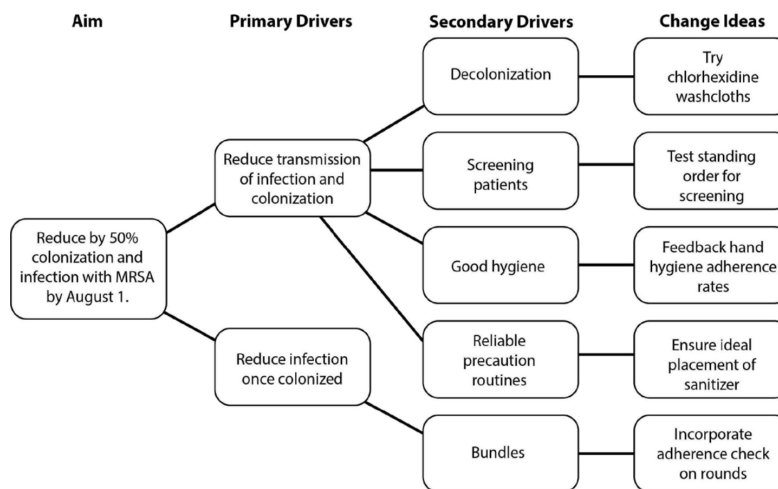 Aim
Primary Drivers
Secondary Drivers
Change Ideas
Reduce by 50%
colonization and
infection with MRSA
by August 1.
Reduce transmission
of infection and
colonization
Reduce infection
once colonized
Decolonization
Screening
patients
Good hygiene
Reliable
precaution
routines
Bundles
Try
chlorhexidine
washcloths
Test standing
order for
screening
Feedback hand
hygiene adherence
rates
Ensure ideal
placement of
sanitizer
Incorporate
adherence check
on rounds